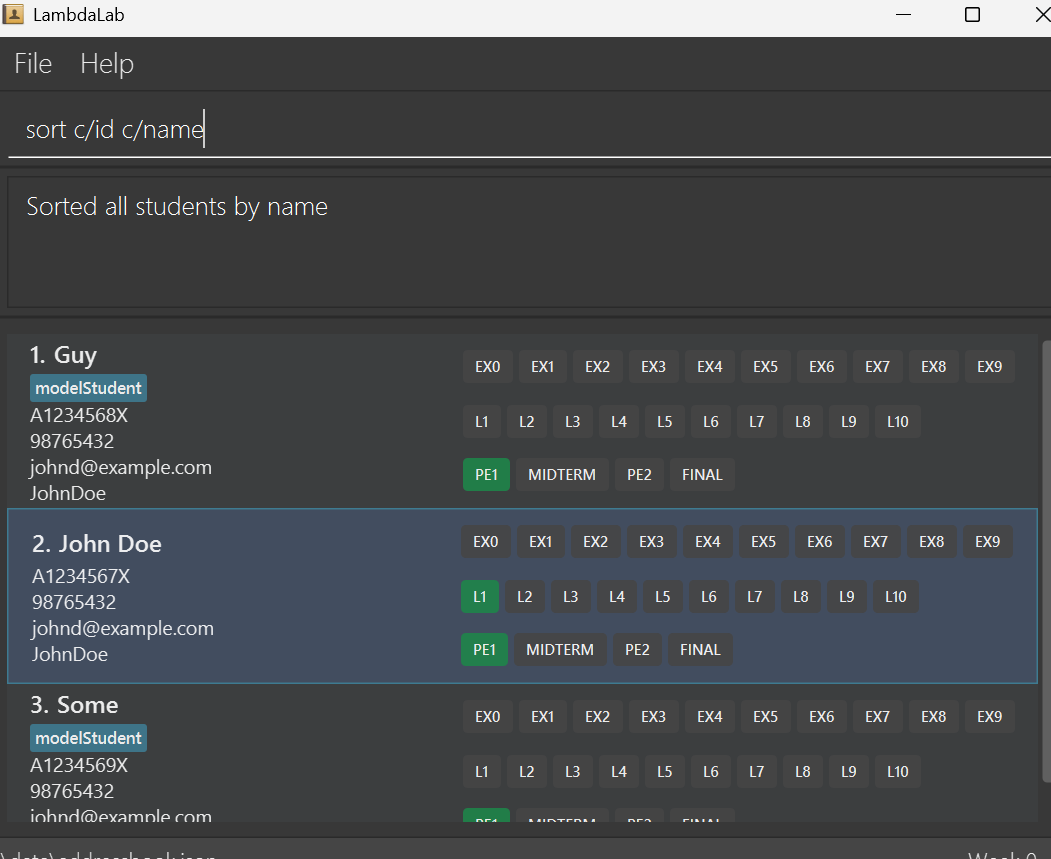 LambdaLab
File Help
sort c/id c/name
Sorted all students by name
1. Guy
modelStudent
A1234568X
98765432
johnd@example.com
JohnDoe
EX0 EX1 EX2 EX3 EX4 EX5 EX6 EX7 EX8 EX9
L1 L2 L3 L4 L5 L6 L7 L8 L9 L10
PE1 MIDTERM PE2 FINAL
2. John Doe
A1234567X
98765432
johnd@example.com
JohnDoe
EX0 EX1 EX2 EX3 EX4 EX5 EX6 EX7 EX8 EX9
L1 L2 L3 L4 L5 L6 L7 L8 L9 L10
PE1 MIDTERM PE2 FINAL
3. Some
modelStudent
A1234569X
98765432
johnd@example.com
EX0 EX1 EX2 EX3 EX4 EX5 EX6 EX7 EX8 EX9
L1 L2 L3 L4 L5 L6 L7 L8 L9 L10
PE1 MIDTERM PE2 FINAL